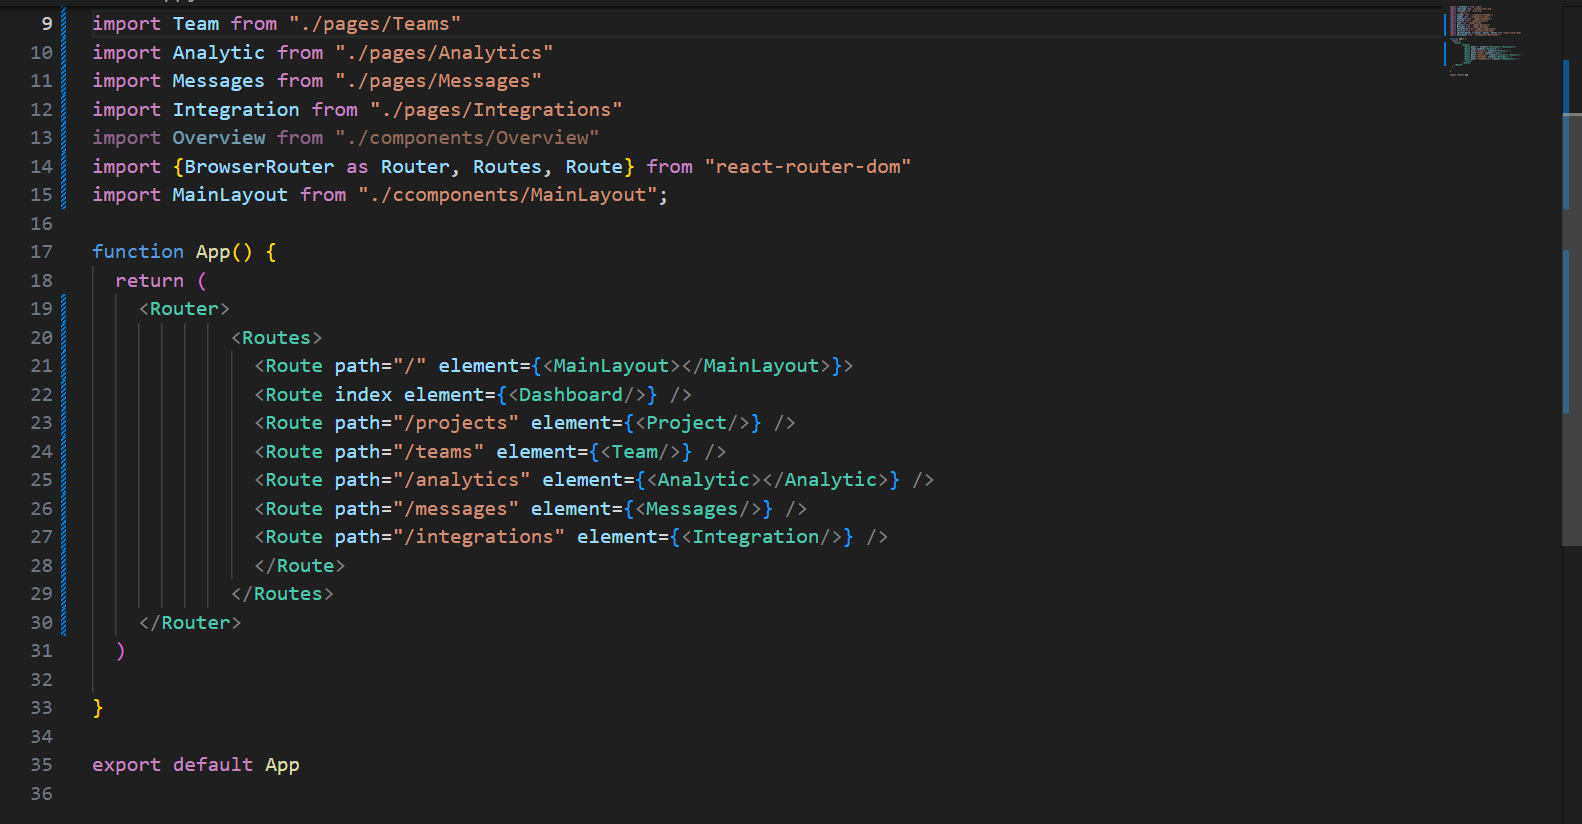 9 import Team from "./pages/Teams"
10 import Analytic from "./pages/Analytics"
11 import Messages from "./pages/Messages"
12 import Integration from "./pages/Integrations"
13 import Overview from "./components/Overview"
14 import {BrowserRouter as Router, Routes, Route} from "react-router-dom"
15 import MainLayout from "./ccomponents/MainLayout";
16
17 function App() {
18 return (
19 <Router>
20 <Routes>
21 <Route path="/" element={<MainLayout></MainLayout>}>
22 <Route index element={<Dashboard/>} />
23 <Route path="/projects" element={<Project/>} />
24 <Route path="/teams" element={<Team/>} />
25 <Route path="/analytics" element={<Analytic></Analytic>} />
26 <Route path="/messages" element={<Messages/>} />
27 <Route path="/integrations" element={<Integration/>} />
28 </Route>
29 </Routes>
30 </Router>
31 )
32
33 }
34
35 export default App
36